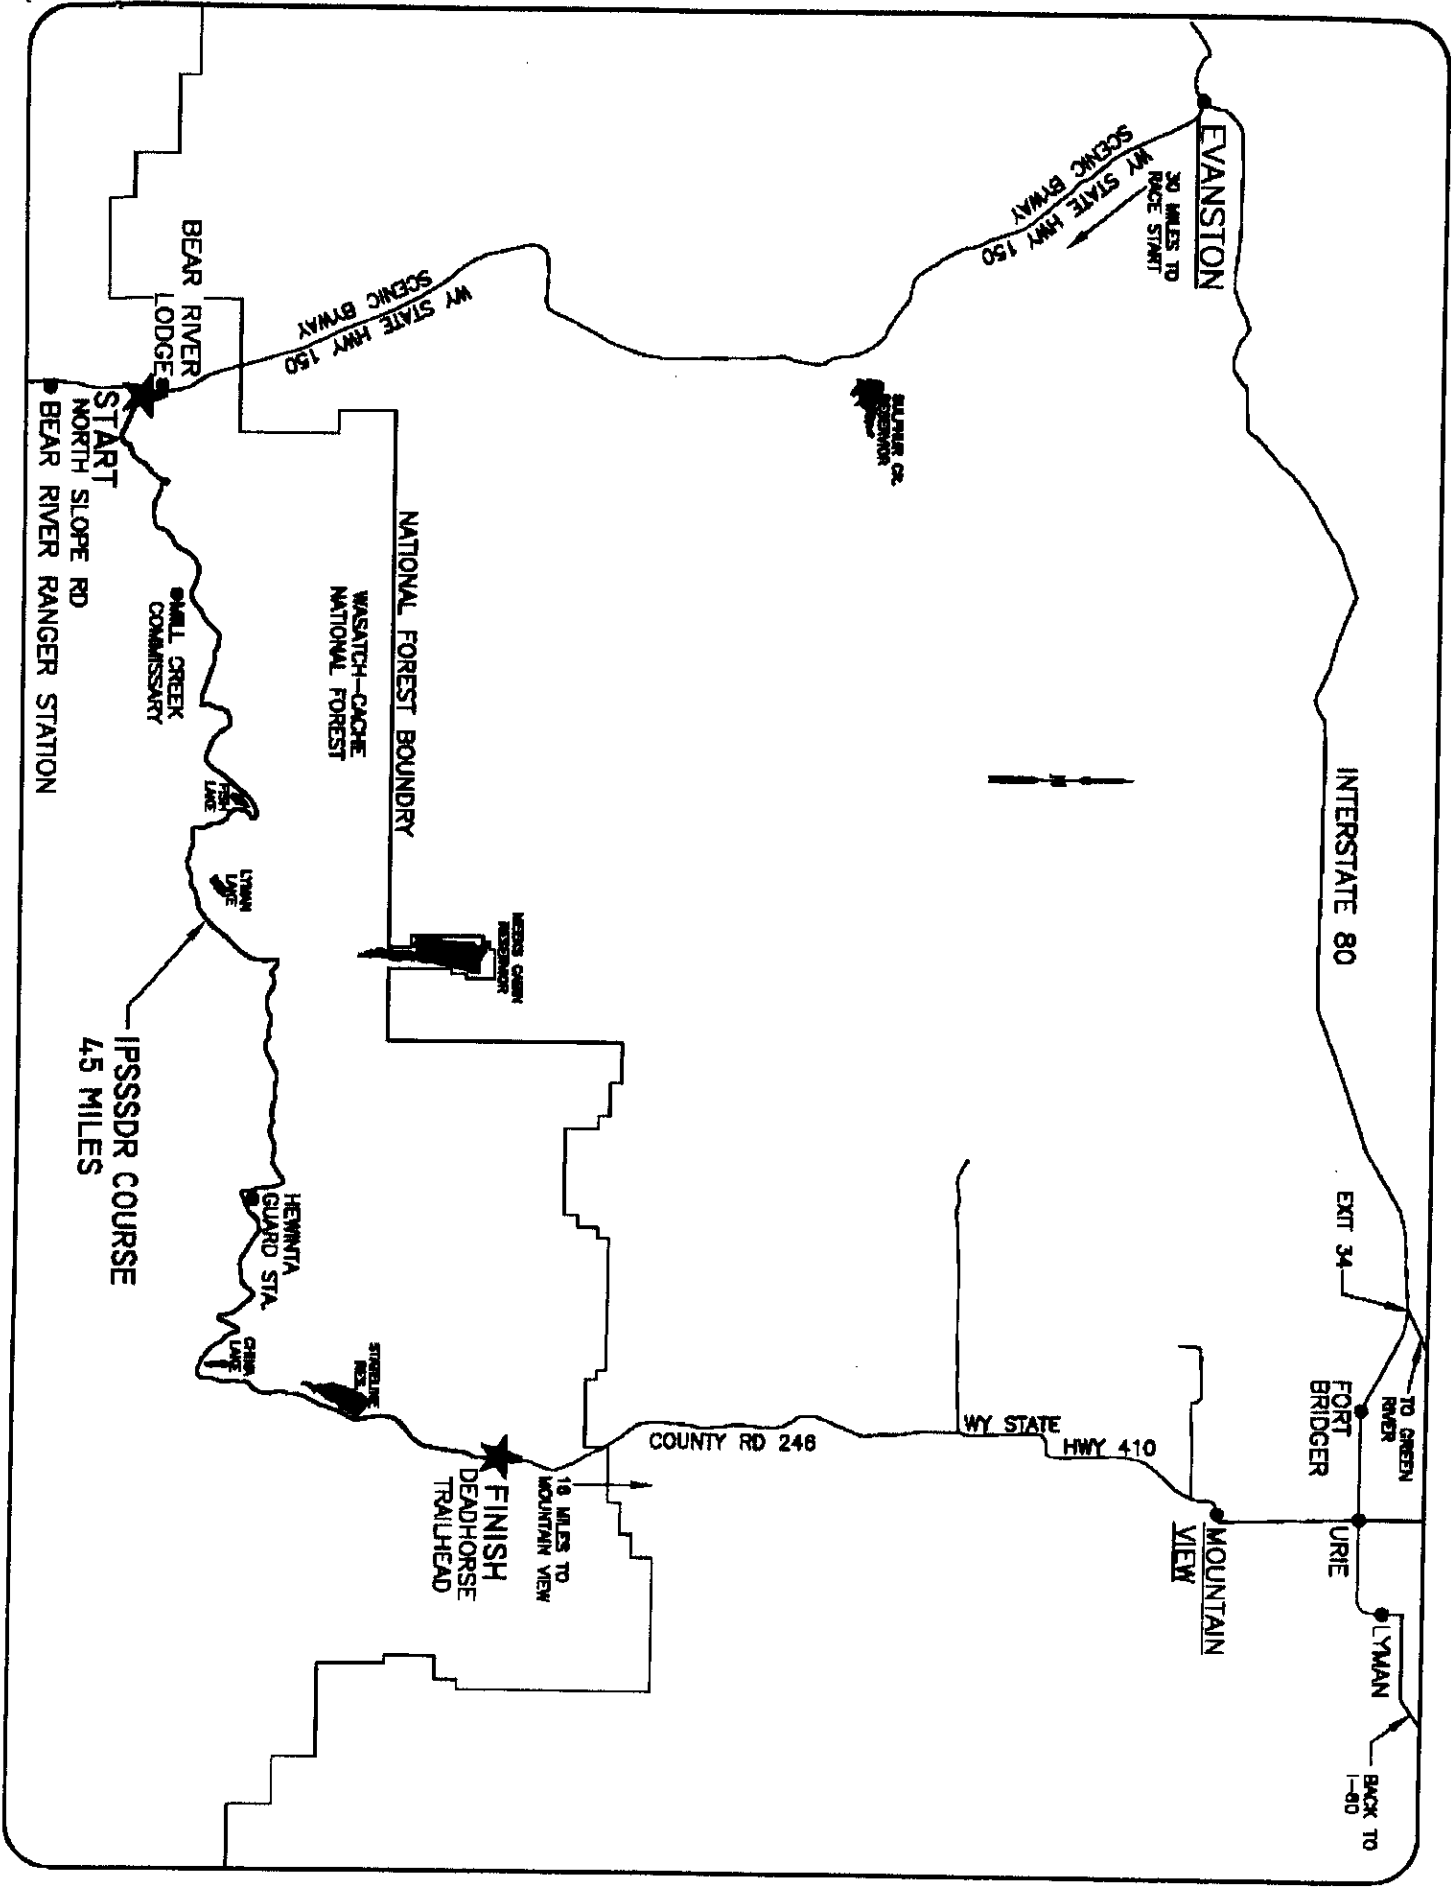 INTERSTATE 80
EXIT 34
TO GREEN
RIVER
FORT
BRIDGER
URIE
LYMAN
BACK TO
I-80
EVANSTON
30 MILES TO
RACE START
WY STATE HWY 150
SCENIC BYWAY
MOUNTAIN
VIEW
HWY 410
WY STATE
COUNTY RD 246
SULPHUR CR.
RESERVOIR
N
MEEKS CABIN
RESERVOIR
NATIONAL FOREST BOUNDRY
WASATCH-CACHE
NATIONAL FOREST
18 MILES TO
MOUNTAIN VIEW
FINISH
DEADHORSE
TRAILHEAD
STATELINE
RES.
WY STATE HWY 150
SCENIC BYWAY
BEAR RIVER
LODGE
START
NORTH SLOPE RD
BEAR RIVER RANGER STATION
MILL CREEK
COMMISSARY
FISH
LAKE
LYMAN
LAKE
HEWINTA
GUARD STA.
CHINA
LAKE
IPSSSDR COURSE
45 MILES